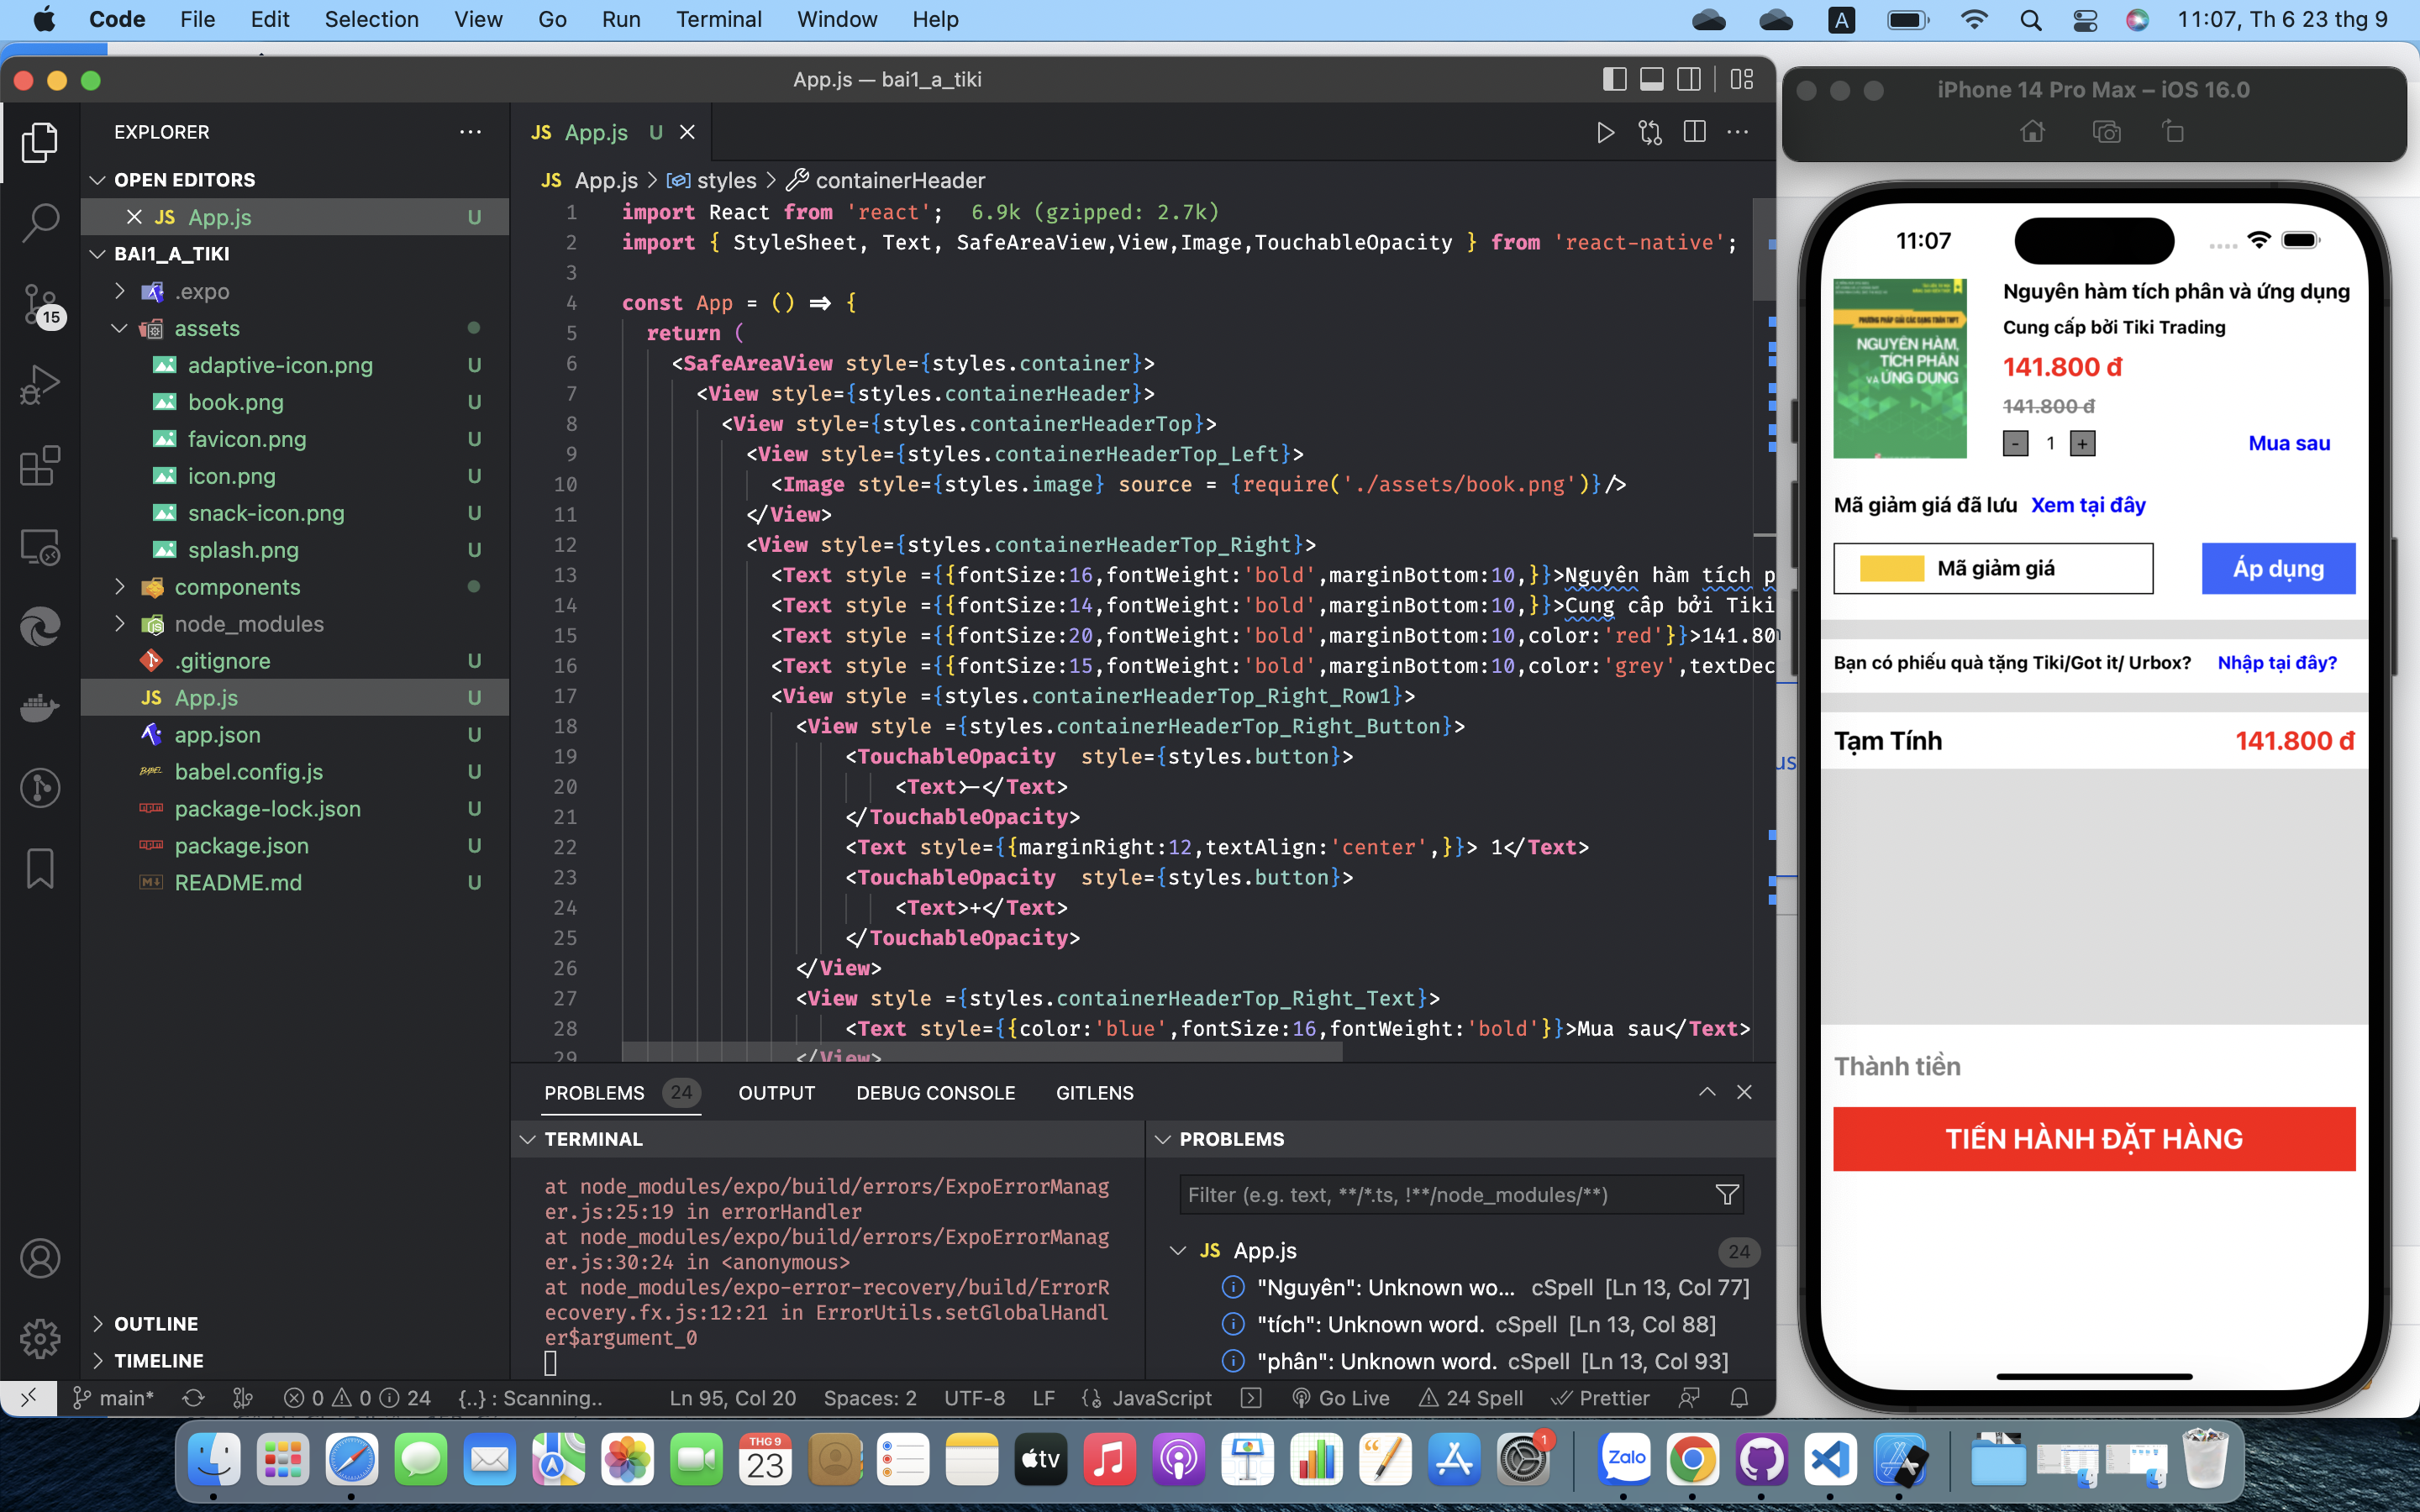 Code File Edit Selection View Go Run Terminal Window Help
A 11:07, Th 6 23 thg 9
App.js — bai1_a_tiki
EXPLORER
OPEN EDITORS
JS App.js U
BAI1_A_TIKI
.expo
assets
adaptive-icon.png U
book.png U
favicon.png U
icon.png U
snack-icon.png U
splash.png U
components
node_modules
.gitignore U
JS App.js U
app.json U
babel.config.js U
package-lock.json U
package.json U
README.md U
OUTLINE
TIMELINE
15
JS App.js U
JS App.js > styles > containerHeader
1 import React from 'react'; 6.9k (gzipped: 2.7k)
2 import { StyleSheet, Text, SafeAreaView,View,Image,TouchableOpacity } from 'react-native';
3
4 const App = () => {
5 return (
6 <SafeAreaView style={styles.container}>
7 <View style={styles.containerHeader}>
8 <View style={styles.containerHeaderTop}>
9 <View style={styles.containerHeaderTop_Left}>
10 <Image style={styles.image} source = {require('./assets/book.png')}/>
11 </View>
12 <View style={styles.containerHeaderTop_Right}>
13 <Text style ={{fontSize:16,fontWeight:'bold',marginBottom:10,}}>Nguyên hàm tích p
14 <Text style ={{fontSize:14,fontWeight:'bold',marginBottom:10,}}>Cung cấp bởi Tiki
15 <Text style ={{fontSize:20,fontWeight:'bold',marginBottom:10,color:'red'}}>141.80
16 <Text style ={{fontSize:15,fontWeight:'bold',marginBottom:10,color:'grey',textDec
17 <View style ={styles.containerHeaderTop_Right_Row1}>
18 <View style ={styles.containerHeaderTop_Right_Button}>
19 <TouchableOpacity style={styles.button}>
20 <Text>-</Text>
21 </TouchableOpacity>
22 <Text style={{marginRight:12,textAlign:'center',}}> 1</Text>
23 <TouchableOpacity style={styles.button}>
24 <Text>+</Text>
25 </TouchableOpacity>
26 </View>
27 <View style ={styles.containerHeaderTop_Right_Text}>
28 <Text style={{color:'blue',fontSize:16,fontWeight:'bold'}}>Mua sau</Text>
29 </View>
PROBLEMS 24 OUTPUT DEBUG CONSOLE GITLENS
TERMINAL
at node_modules/expo/build/errors/ExpoErrorManag
er.js:25:19 in errorHandler
at node_modules/expo/build/errors/ExpoErrorManag
er.js:30:24 in <anonymous>
at node_modules/expo-error-recovery/build/ErrorR
ecovery.fx.js:12:21 in ErrorUtils.setGlobalHandl
er$argument_0
PROBLEMS
Filter (e.g. text, **/*.ts, !**/node_modules/**)
JS App.js 24
"Nguyên": Unknown wo... cSpell [Ln 13, Col 77]
"tích": Unknown word. cSpell [Ln 13, Col 88]
"phân": Unknown word. cSpell [Ln 13, Col 93]
main* 0 0 24 {..} : Scanning.. Ln 95, Col 20 Spaces: 2 UTF-8 LF JavaScript Go Live 24 Spell Prettier
us
iPhone 14 Pro Max – iOS 16.0
11:07
PHƯƠNG PHÁP GIẢI CÁC DẠNG TOÁN THPT
NGUYÊN HÀM,
TÍCH PHÂN
VÀ ỨNG DỤNG
Nguyên hàm tích phân và ứng dụng
Cung cấp bởi Tiki Trading
141.800 đ
141.800 đ
- 1 + Mua sau
Mã giảm giá đã lưu Xem tại đây
Mã giảm giá Áp dụng
Bạn có phiếu quà tặng Tiki/Got it/ Urbox? Nhập tại đây?
Tạm Tính 141.800 đ
Thành tiền
TIẾN HÀNH ĐẶT HÀNG
THG 9
23
tv
1
Zalo